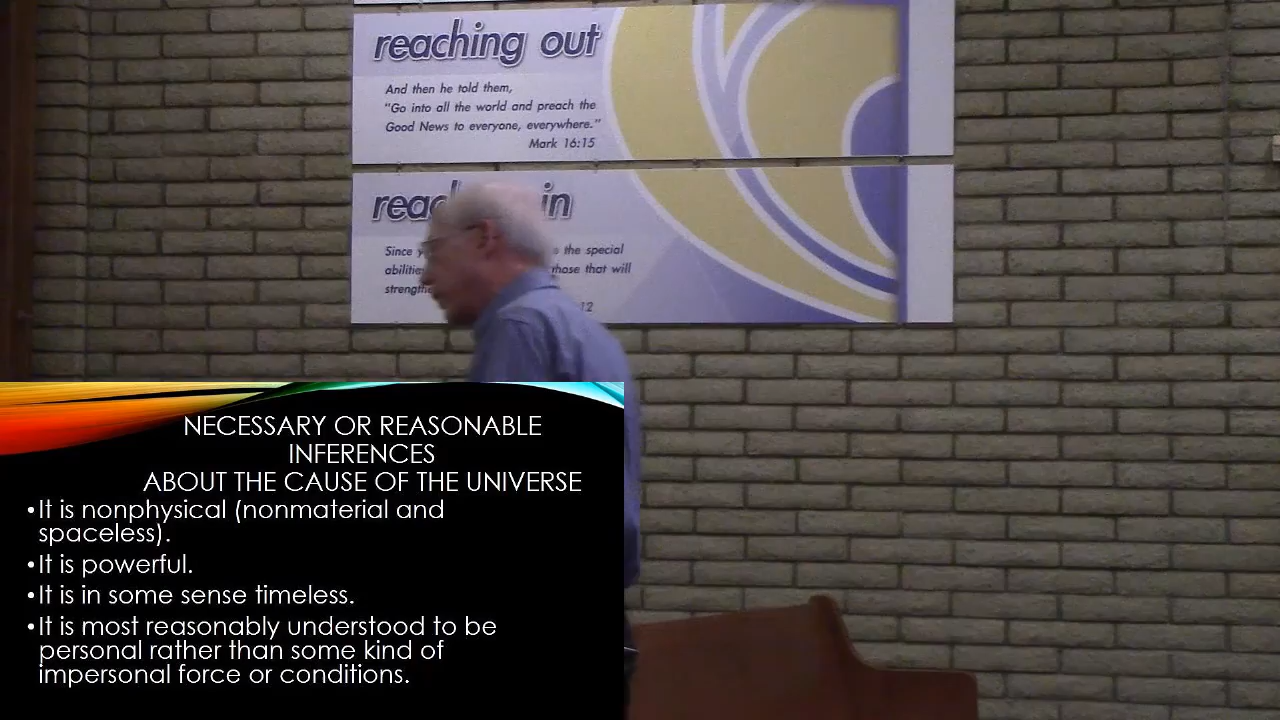 reaching out
And then he told them,
"Go into all the world and preach the
Good News to everyone, everywhere."
Mark 16:15
in
Since
the special
those that will
12
NECESSARY OR REASONABLE
INFERENCES
ABOUT THE CAUSE OF THE UNIVERSE
•It is nonphysical (nonmaterial and
spaceless).
•It is powerful.
•It is in some sense timeless.
•It is most reasonably understood to be
personal rather than some kind of
impersonal force or conditions.